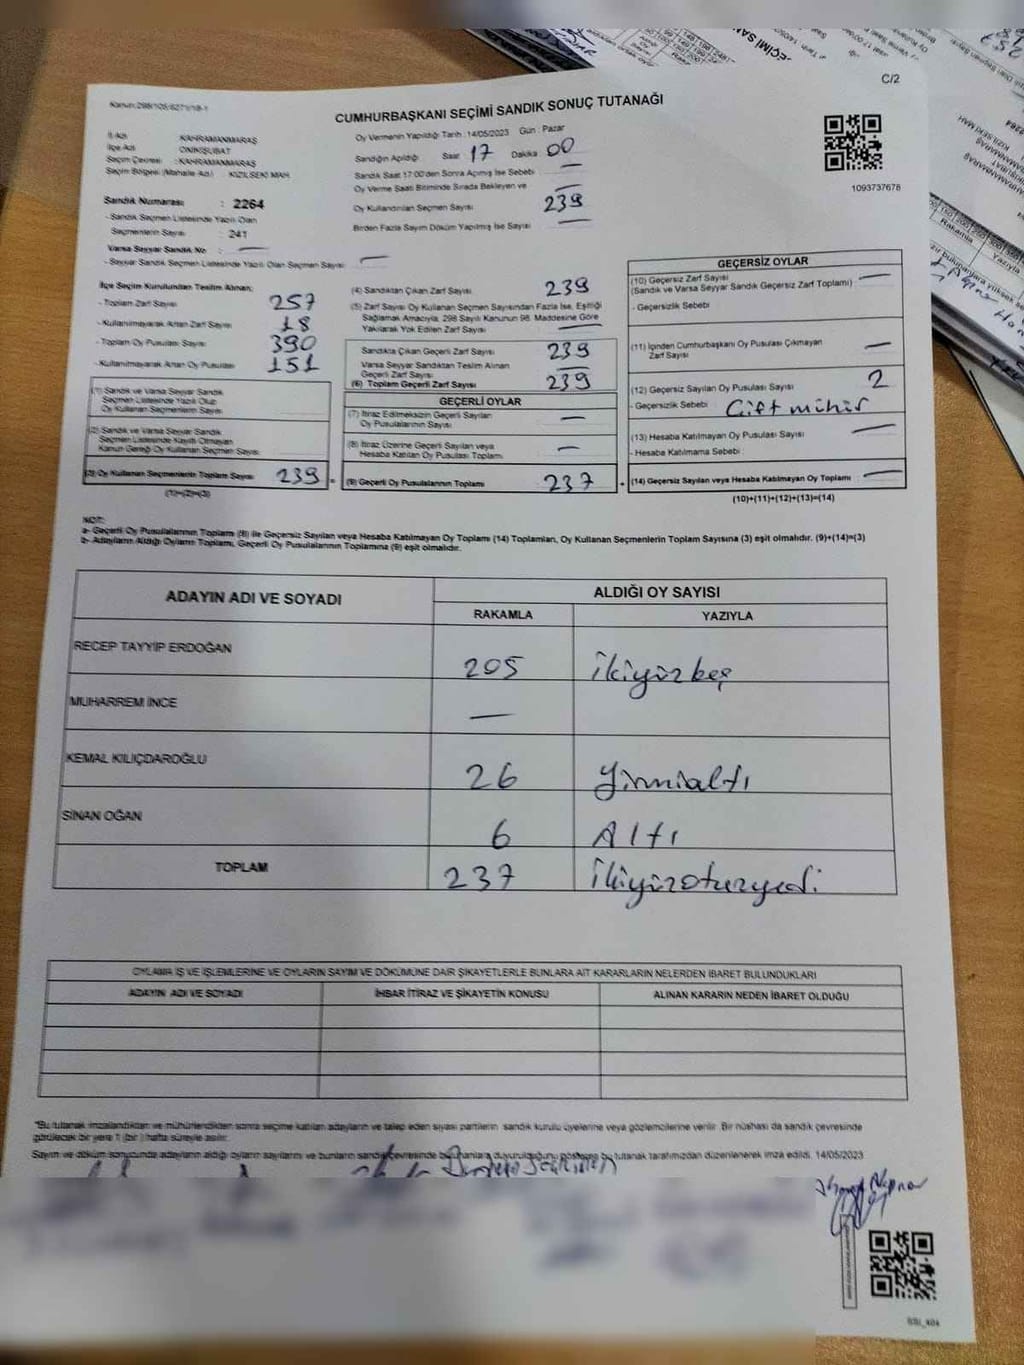 C/2
Kanun:298/105/6271/18-1
CUMHURBAŞKANI SEÇİMİ SANDIK SONUÇ TUTANAĞI
İl Adı KAHRAMANMARAŞ
İlçe Adı ONİKİŞUBAT
Seçim Çevresi : KAHRAMANMARAŞ
Seçim Bölgesi (Mahalle Adı) KIZILSEKİ MAH
Oy Vermenin Yapıldığı Tarih : 14/05/2023 Gün : Pazar
Sandığın Açıldığı Saat 17 Dakika 00
Sandık Saat 17:00'den Sonra Açılmış İse Sebebi —
Oy Verme Saati Bitiminde Sırada Bekleyen ve —
Oy Kullandırılan Seçmen Sayısı 239
Birden Fazla Sayım Döküm Yapılmış İse Sayısı —
1093737678
Sandık Numarası : 2264
- Sandık Seçmen Listesinde Yazılı Olan
Seçmenlerin Sayısı : 241
Varsa Seyyar Sandık No : —
- Seyyar Sandık Seçmen Listesinde Yazılı Olan Seçmen Sayısı —
İlçe Seçim Kurulundan Teslim Alınan:
- Toplam Zarf Sayısı 257
- Kullanılmayarak Artan Zarf Sayısı 18
- Toplam Oy Pusulası Sayısı 390
- Kullanılmayarak Artan Oy Pusulası 151
(1) Sandık ve Varsa Seyyar Sandık
Seçmen Listesinde Yazılı Olup
Oy Kullanan Seçmenlerin Sayısı
(2) Sandık ve Varsa Seyyar Sandık
Seçmen Listesinde Kayıtlı Olmayan
Kanun Gereği Oy Kullanan Seçmen Sayısı
(3) Oy Kullanan Seçmenlerin Toplam Sayısı 239
(1)+(2)=(3)
(4) Sandıktan Çıkan Zarf Sayısı 239
(5) Zarf Sayısı Oy Kullanan Seçmen Sayısından Fazla İse, Eşitliği
Sağlamak Amacıyla, 298 Sayılı Kanunun 98. Maddesine Göre
Yakılarak Yok Edilen Zarf Sayısı —
Sandıkta Çıkan Geçerli Zarf Sayısı 239
Varsa Seyyar Sandıktan Teslim Alınan
Geçerli Zarf Sayısı —
(6) Toplam Geçerli Zarf Sayısı 239
GEÇERLİ OYLAR
(7) İtiraz Edilmeksizin Geçerli Sayılan
Oy Pusulalarının Sayısı —
(8) İtiraz Üzerine Geçerli Sayılan veya
Hesaba Katılan Oy Pusulası Toplamı —
(9) Geçerli Oy Pusulalarının Toplamı 237
GEÇERSİZ OYLAR
(10) Geçersiz Zarf Sayısı —
(Sandık ve Varsa Seyyar Sandık Geçersiz Zarf Toplamı)
- Geçersizlik Sebebi
(11) İçinden Cumhurbaşkanı Oy Pusulası Çıkmayan
Zarf Sayısı —
(12) Geçersiz Sayılan Oy Pusulası Sayısı 2
- Geçersizlik Sebebi Çift mühür
(13) Hesaba Katılmayan Oy Pusulası Sayısı —
- Hesaba Katılmama Sebebi
(14) Geçersiz Sayılan veya Hesaba Katılmayan Oy Toplamı —
(10)+(11)+(12)+(13)=(14)
NOT:
a- Geçerli Oy Pusulalarının Toplamı (9) ile Geçersiz Sayılan veya Hesaba Katılmayan Oy Toplamı (14) Toplamları, Oy Kullanan Seçmenlerin Toplam Sayısına (3) eşit olmalıdır. (9)+(14)=(3)
b- Adayların Aldığı Oyların Toplamı, Geçerli Oy Pusulalarının Toplamına (9) eşit olmalıdır.
ADAYIN ADI VE SOYADI ALDIĞI OY SAYISI
RAKAMLA YAZIYLA
RECEP TAYYİP ERDOĞAN 205 ikiyüzbeş
MUHARREM İNCE —
KEMAL KILIÇDAROĞLU 26 yirmialtı
SİNAN OĞAN 6 Altı
TOPLAM 237 ikiyüzotuzyedi
OYLAMA İŞ VE İŞLEMLERİNE VE OYLARIN SAYIM VE DÖKÜMÜNE DAİR ŞİKAYETLERLE BUNLARA AİT KARARLARIN NELERDEN İBARET BULUNDUKLARI
ADAYIN ADI VE SOYADI İHBAR İTİRAZ VE ŞİKAYETİN KONUSU ALINAN KARARIN NEDEN İBARET OLDUĞU
*Bu tutanak imzalandıktan ve mühürlendikten sonra seçime katılan adayların ve talep eden siyasi partilerin sandık kurulu üyelerine veya gözlemcilerine verilir. Bir nüshası da sandık çevresinde
görülecek bir yere 1 (bir) hafta süreyle asılır.
Sayım ve döküm sonucunda adayların aldığı oyların sayılarını ve bunların sandık çevresinde bulunanlara duyurulduğunu gösteren bu tutanak tarafımızdan düzenlenerek imza edildi. 14/05/2023